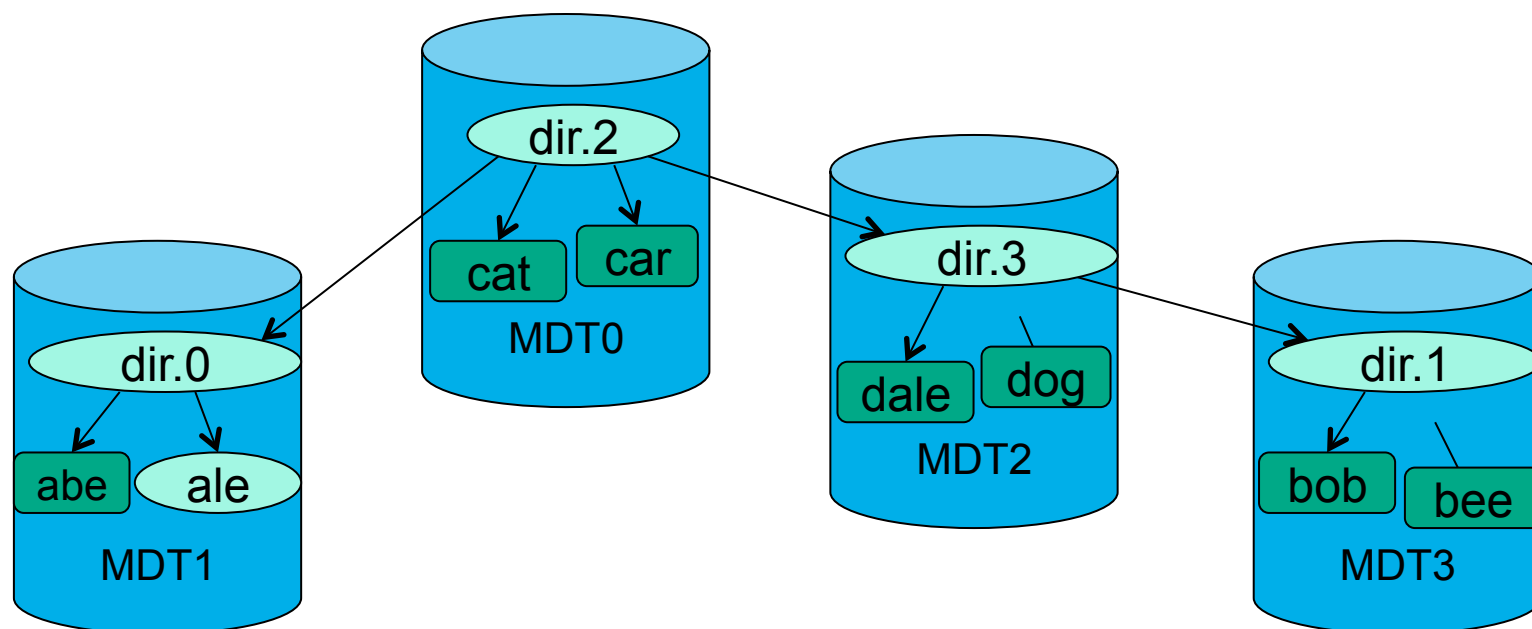 dir.2
cat
car
MDT0
dir.3
dale
dog
MDT2
dir.0
abe
ale
MDT1
dir.1
bob
bee
MDT3